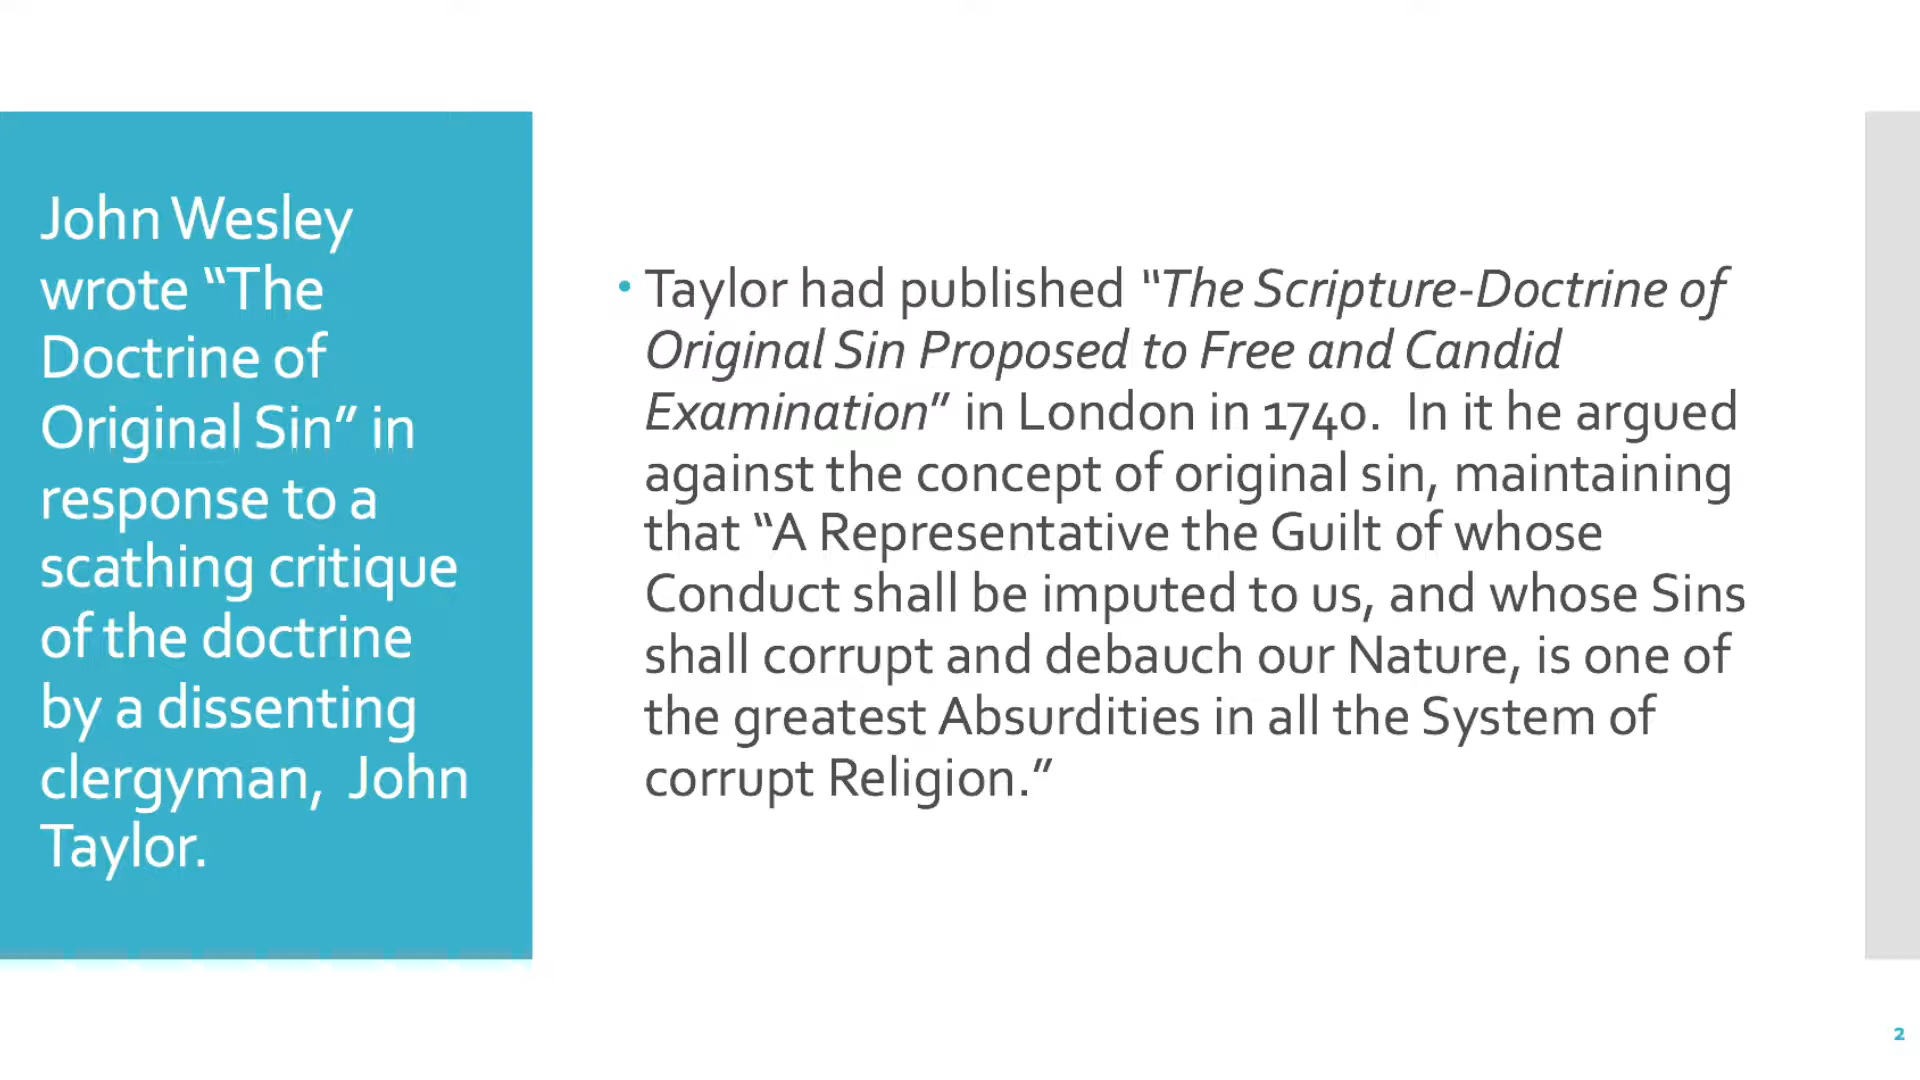 John Wesley
wrote “The
Doctrine of
Original Sin” in
response to a
scathing critique
of the doctrine
by a dissenting
clergyman,  John
Taylor.
• Taylor had published “The Scripture-Doctrine of
Original Sin Proposed to Free and Candid
Examination” in London in 1740.  In it he argued
against the concept of original sin, maintaining
that “A Representative the Guilt of whose
Conduct shall be imputed to us, and whose Sins
shall corrupt and debauch our Nature, is one of
the greatest Absurdities in all the System of
corrupt Religion.”
2